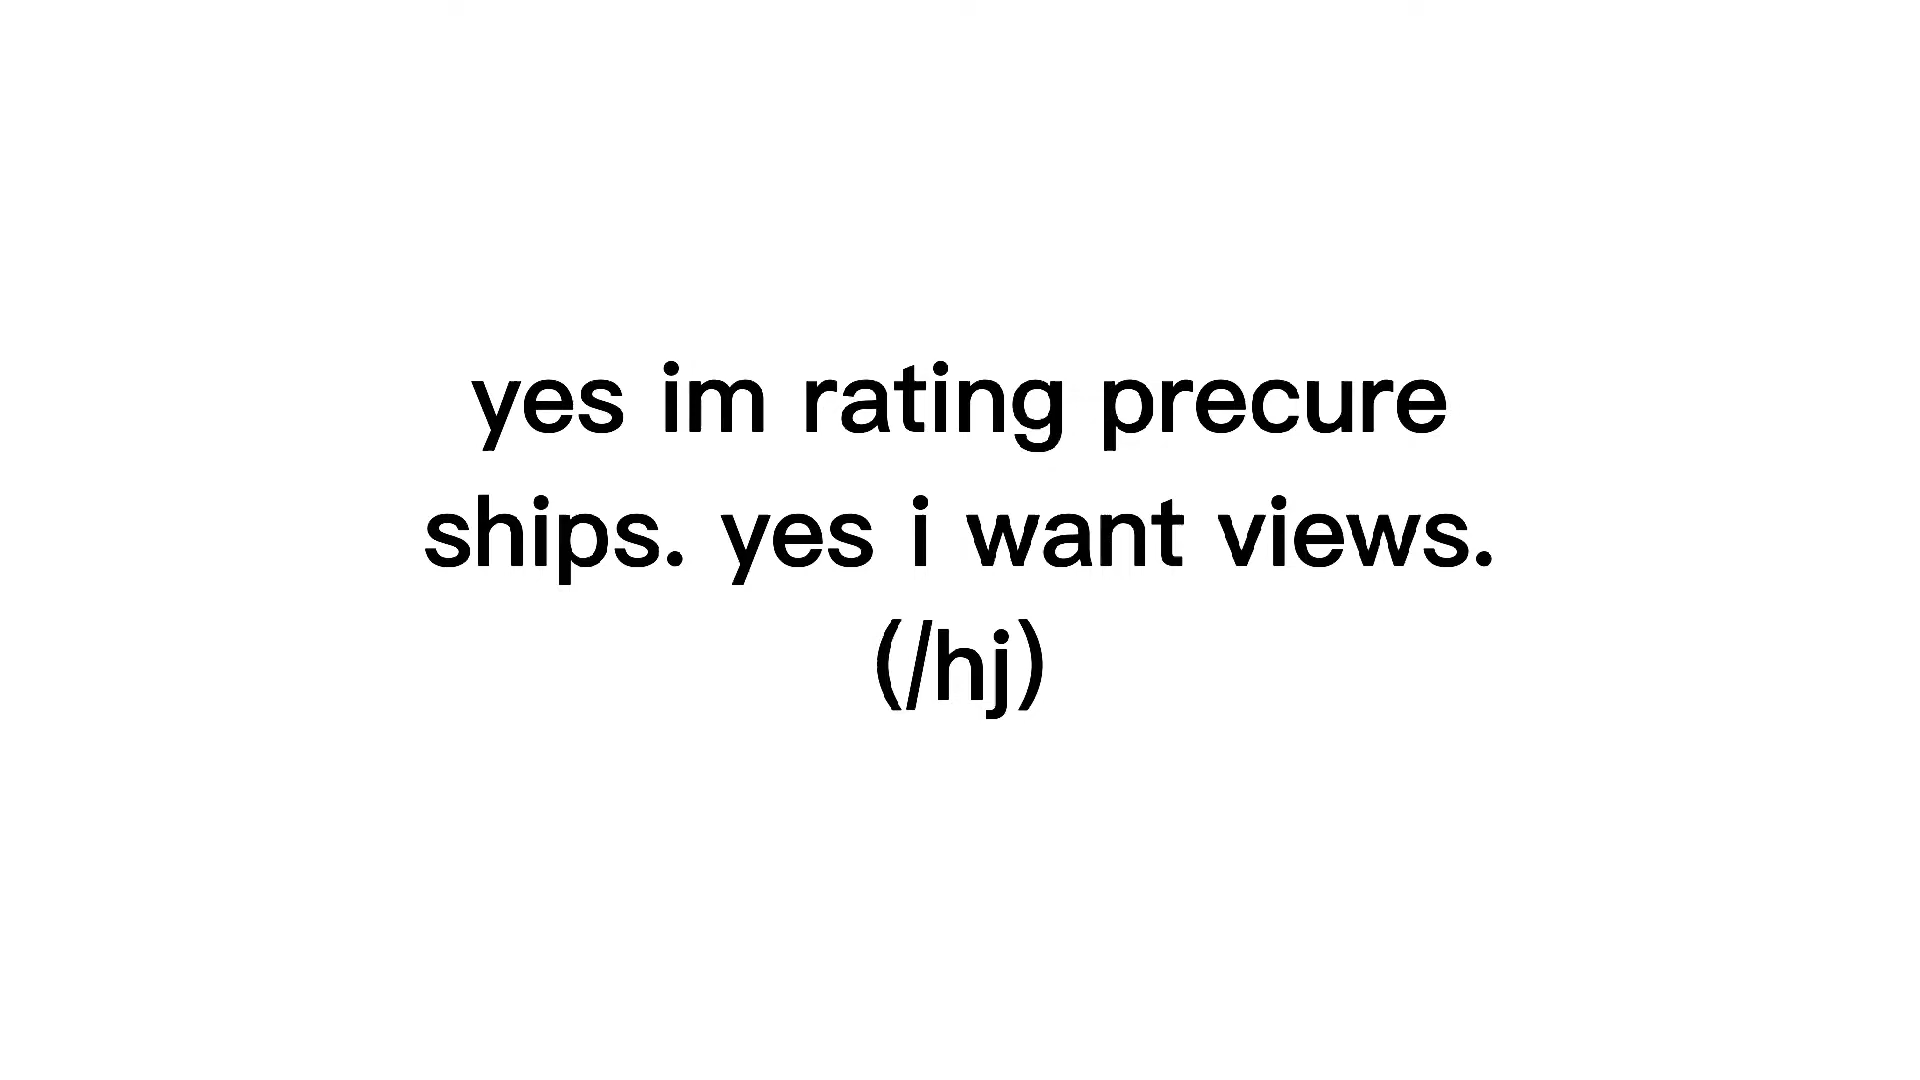 yes im rating precure
ships. yes i want views.
(/hj)